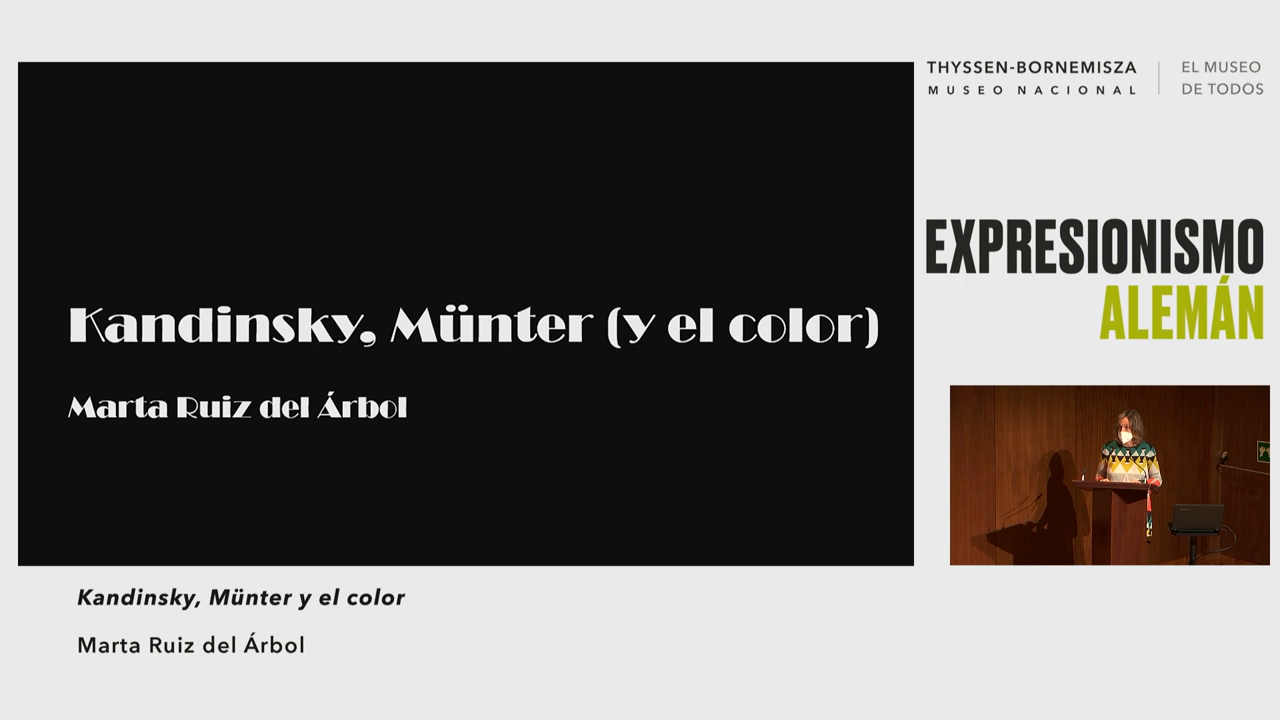 THYSSEN-BORNEMISZA
MUSEO NACIONAL
EL MUSEO
DE TODOS
EXPRESIONISMO
ALEMÁN
Kandinsky, Münter (y el color)
Marta Ruiz del Árbol
Kandinsky, Münter y el color
Marta Ruiz del Árbol